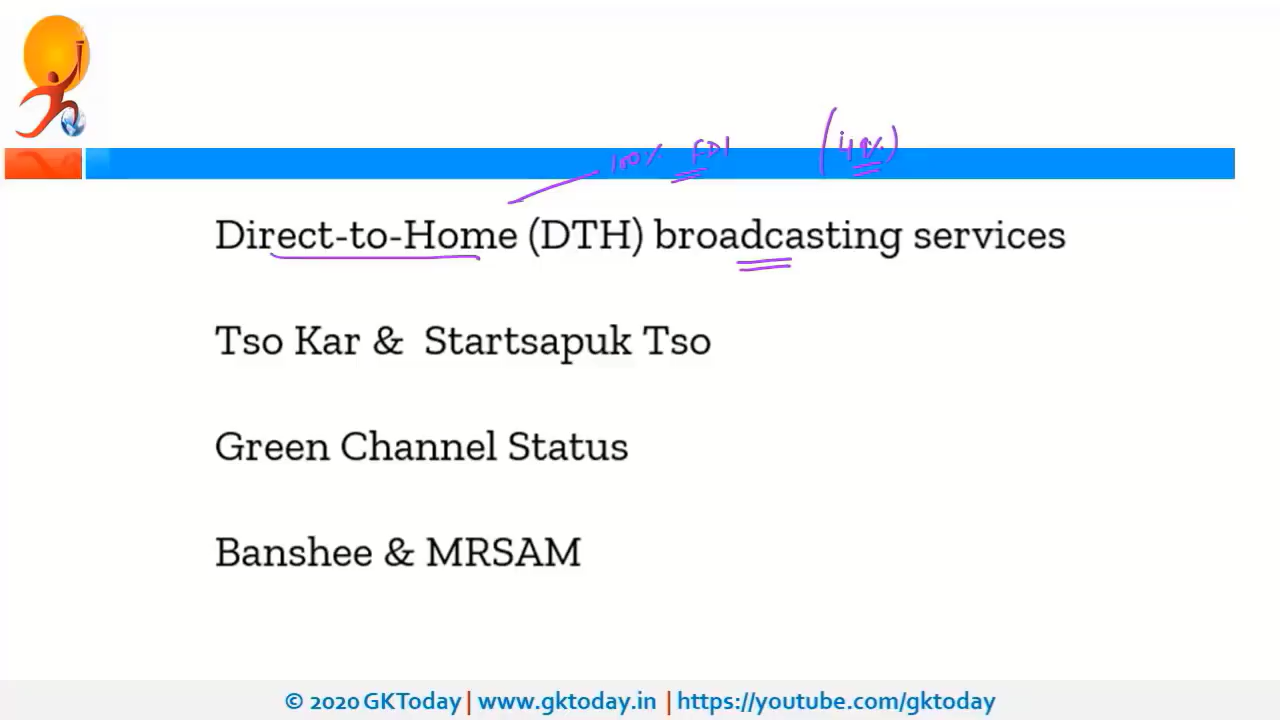 100% FDI (49%)
Direct-to-Home (DTH) broadcasting services
Tso Kar & Startsapuk Tso
Green Channel Status
Banshee & MRSAM
© 2020 GKToday | www.gktoday.in | https://youtube.com/gktoday